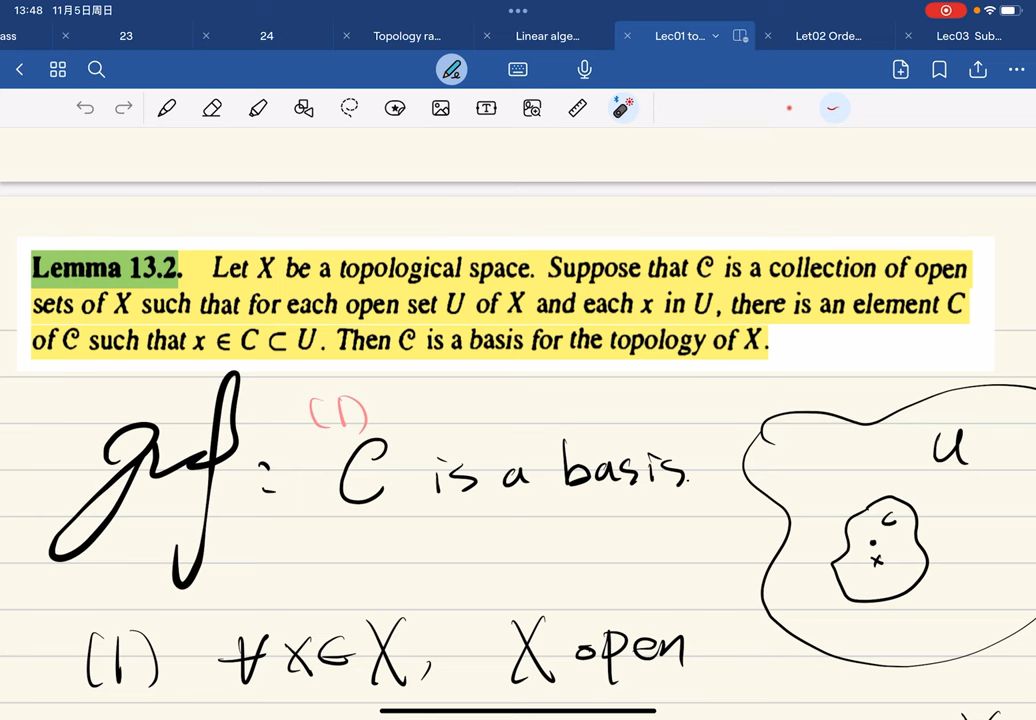 13:48 11月5日周日
ass 23 24 Topology ra... Linear alge... Lec01 to... Let02 Orde... Lec03 Sub...
Lemma 13.2. Let X be a topological space. Suppose that C is a collection of open
sets of X such that for each open set U of X and each x in U, there is an element C
of C such that x ∈ C ⊂ U. Then C is a basis for the topology of X.
(1)
C is a basis.
U
C
x
(1) ∀x∈X, X open